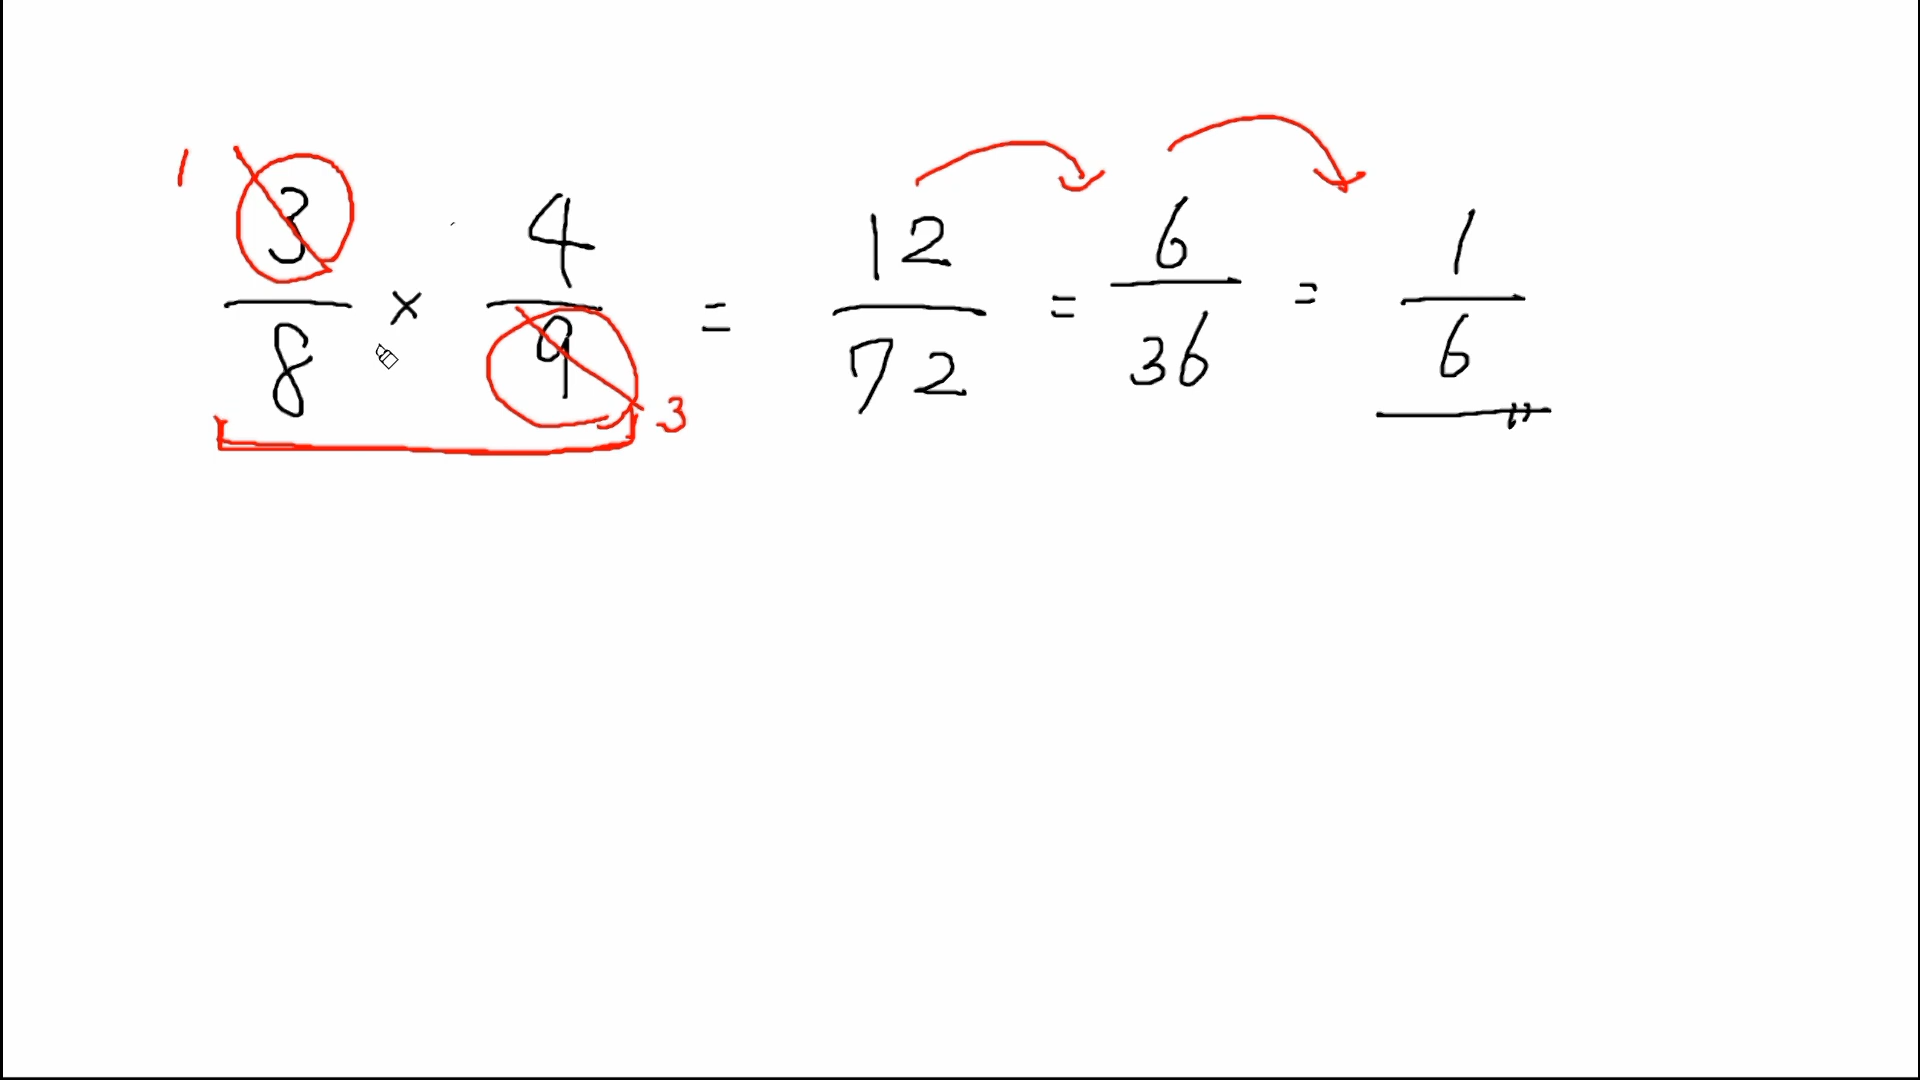 1 3/8 × 4/9 3 = 12/72 = 6/36 = 1/6